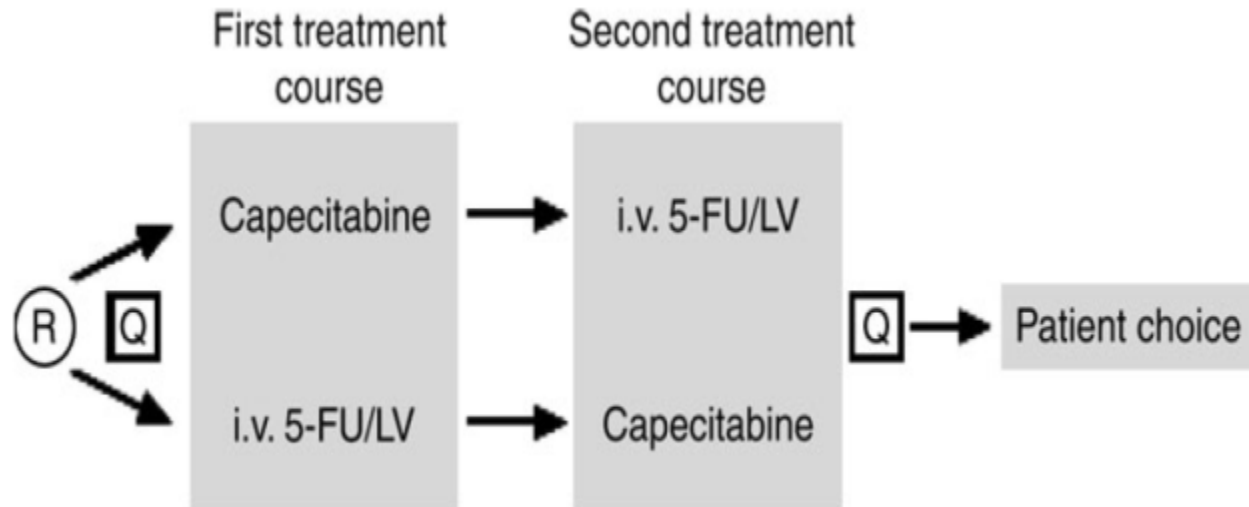 First treatment
course
Second treatment
course
Capecitabine
i.v. 5-FU/LV
R
Q
Q
Patient choice
i.v. 5-FU/LV
Capecitabine